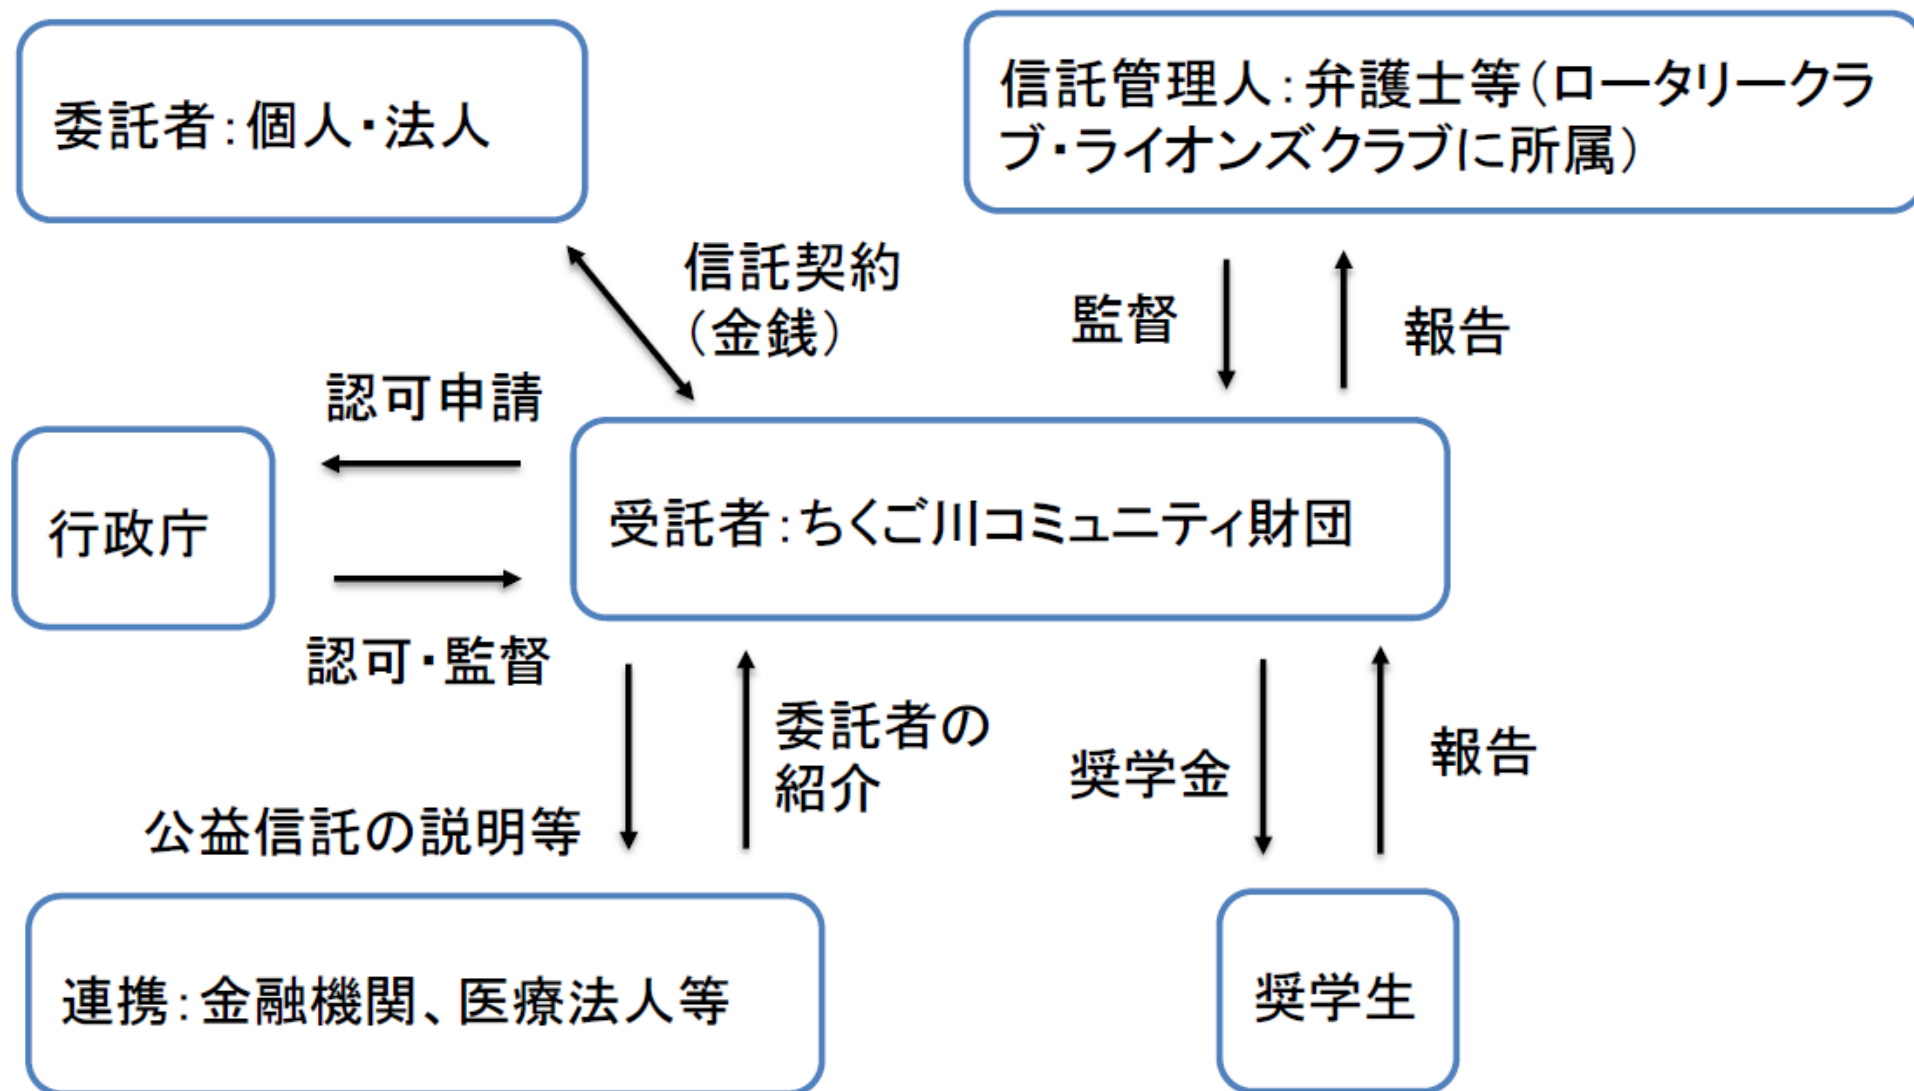 委託者：個人・法人
信託管理人：弁護士等（ロータリークラ
ブ・ライオンズクラブに所属）
信託契約
（金銭）
監督
報告
認可申請
行政庁
受託者：ちくご川コミュニティ財団
認可・監督
委託者の
紹介
公益信託の説明等
奨学金
報告
連携：金融機関、医療法人等
奨学生